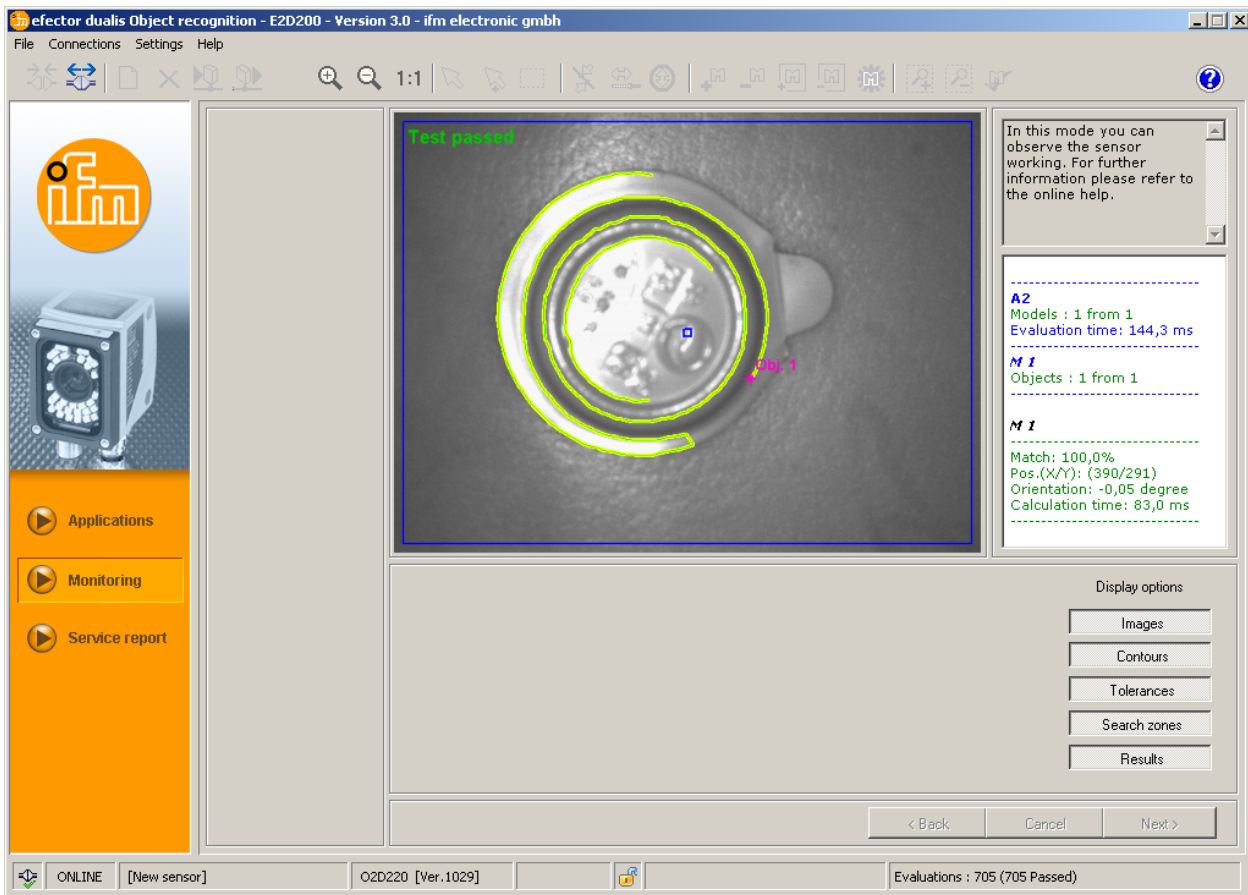 efector dualis Object recognition - E2D200 - Version 3.0 - ifm electronic gmbh
File Connections Settings Help
1:1
ifm
Test passed
Obj. 1
In this mode you can
observe the sensor
working. For further
information please refer to
the online help.
A2
Models : 1 from 1
Evaluation time: 144,3 ms
M 1
Objects : 1 from 1
M 1
Match: 100,0%
Pos.(X/Y): (390/291)
Orientation: -0,05 degree
Calculation time: 83,0 ms
Applications
Monitoring
Service report
Display options
Images
Contours
Tolerances
Search zones
Results
< Back Cancel Next >
ONLINE [New sensor] O2D220 [Ver.1029] Evaluations : 705 (705 Passed)